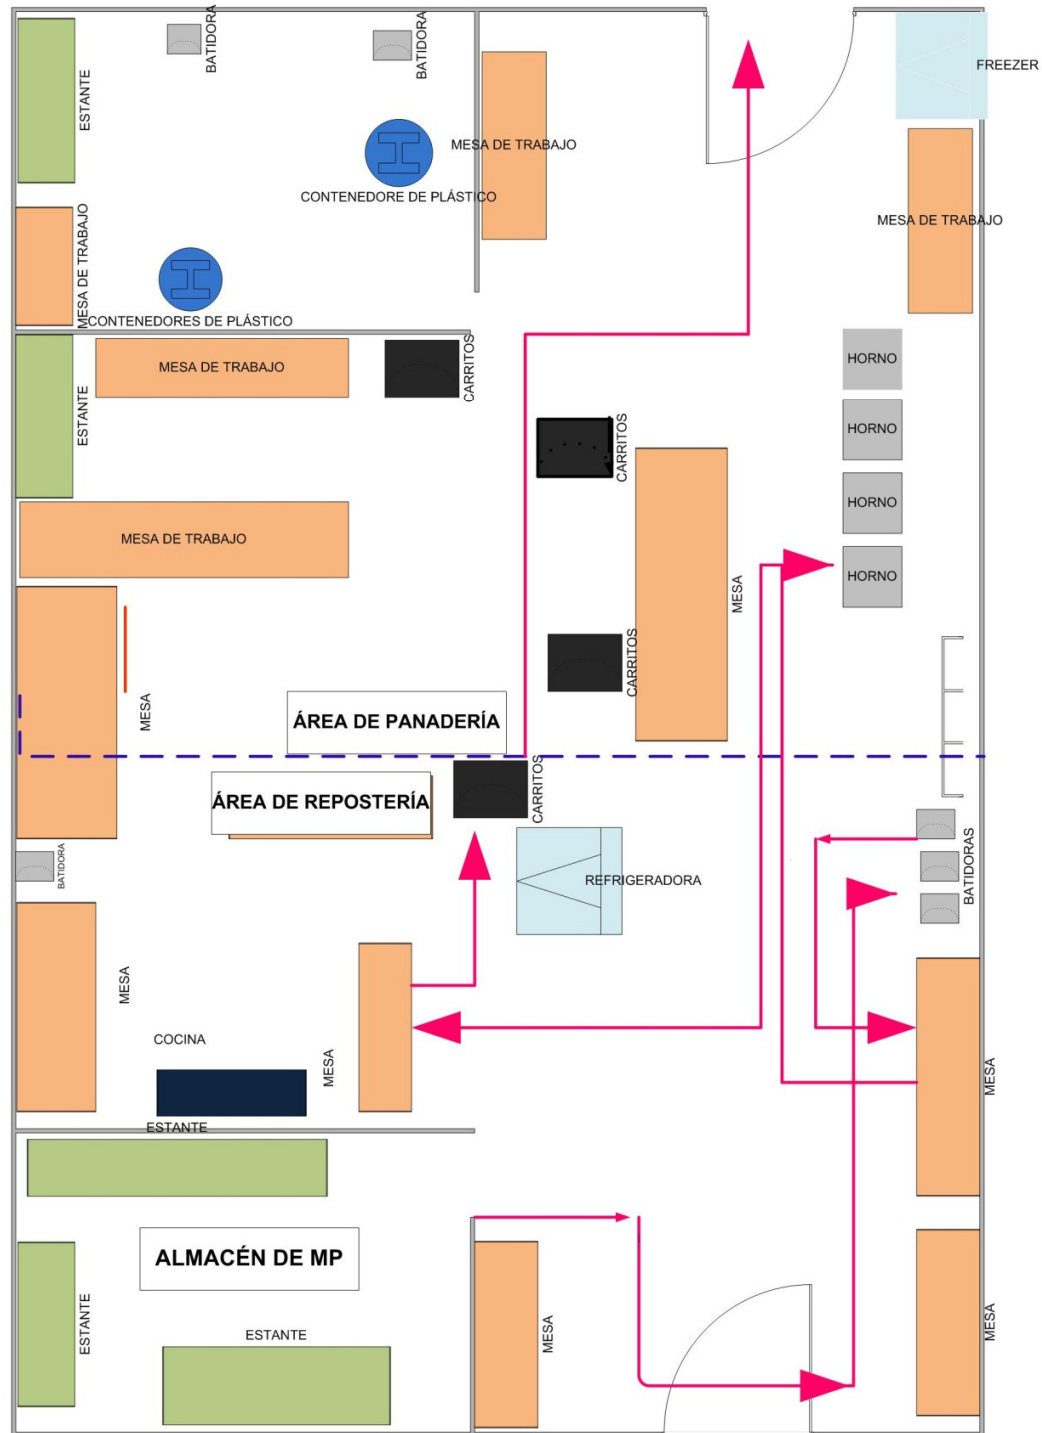 BATIDORA
BATIDORA
ESTANTE
FREEZER
MESA DE TRABAJO
CONTENEDORE DE PLÁSTICO
MESA DE TRABAJO
MESA DE TRABAJO
CONTENEDORES DE PLÁSTICO
MESA DE TRABAJO
CARRITOS
HORNO
ESTANTE
HORNO
CARRITOS
HORNO
MESA DE TRABAJO
HORNO
MESA
CARRITOS
MESA
ÁREA DE PANADERÍA
ÁREA DE REPOSTERÍA
CARRITOS
BATIDORA
REFRIGERADORA
BATIDORAS
MESA
COCINA
MESA
MESA
ESTANTE
ALMACÉN DE MP
ESTANTE
ESTANTE
MESA
MESA